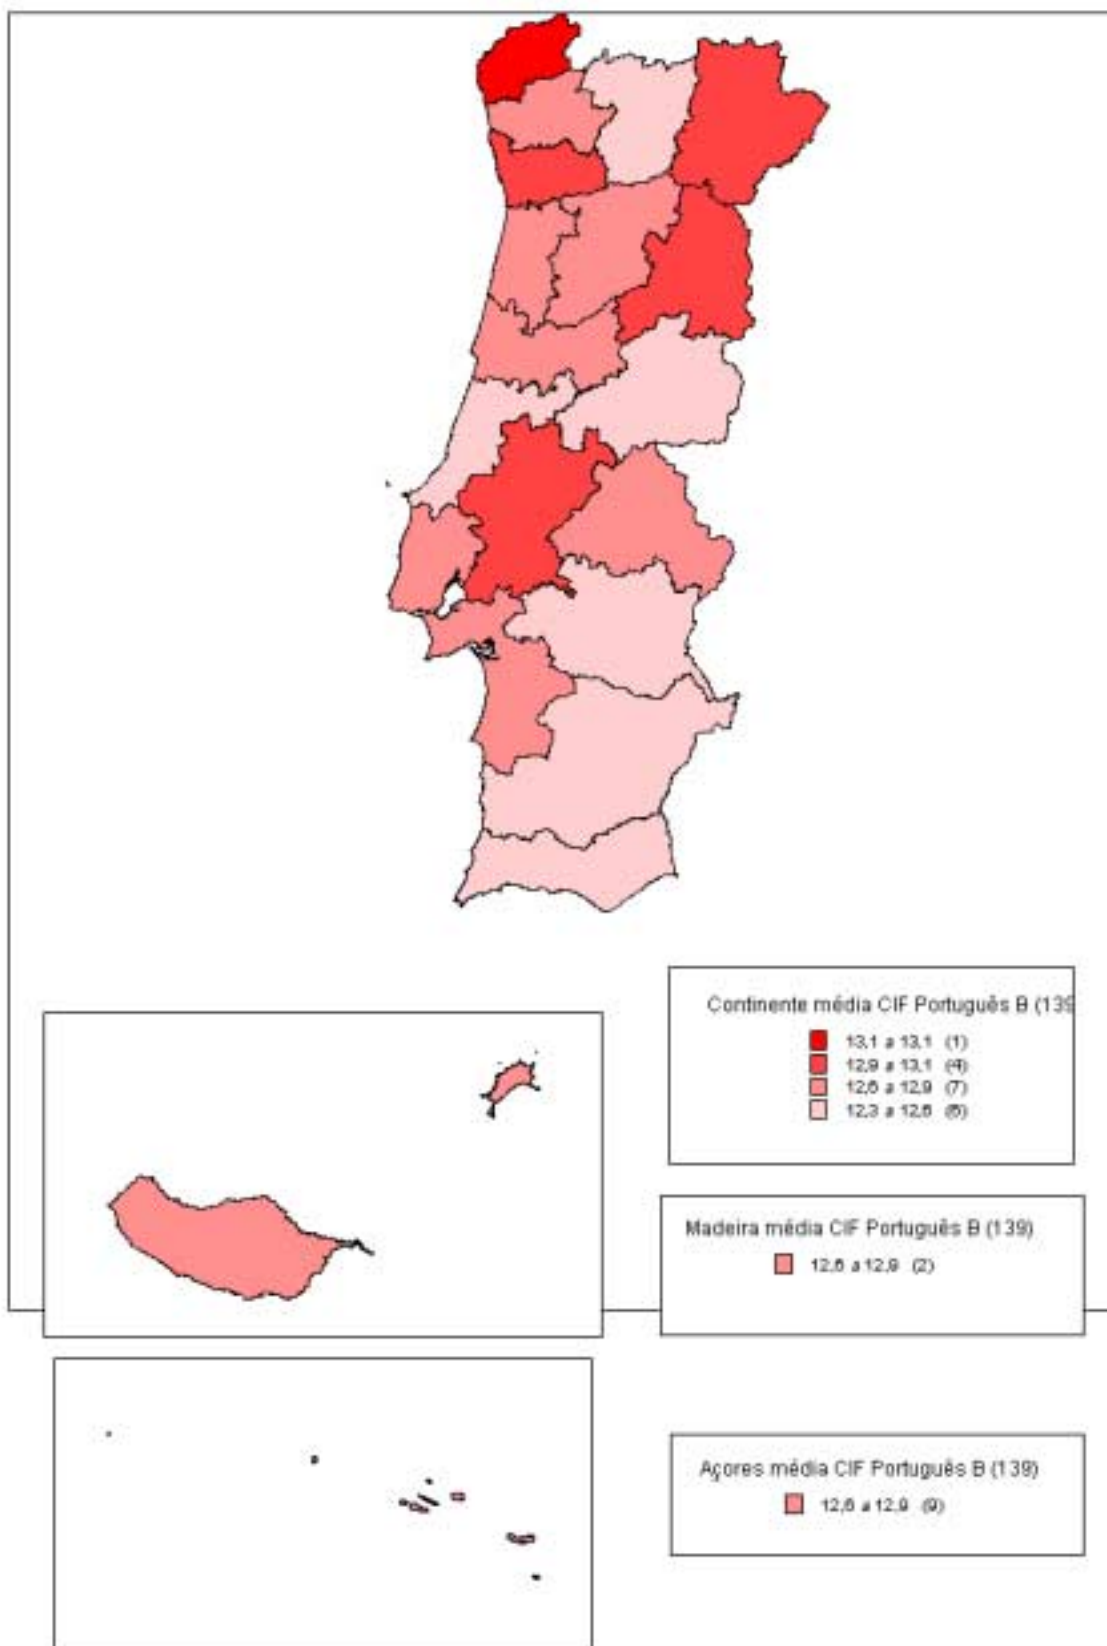 Continente média CIF Português B (139
13,1 a 13,1 (1)
12,9 a 13,1 (4)
12,6 a 12,9 (7)
12,3 a 12,6 (6)
Madeira média CIF Português B (139)
12,6 a 12,9 (2)
Açores média CIF Português B (139)
12,6 a 12,9 (9)